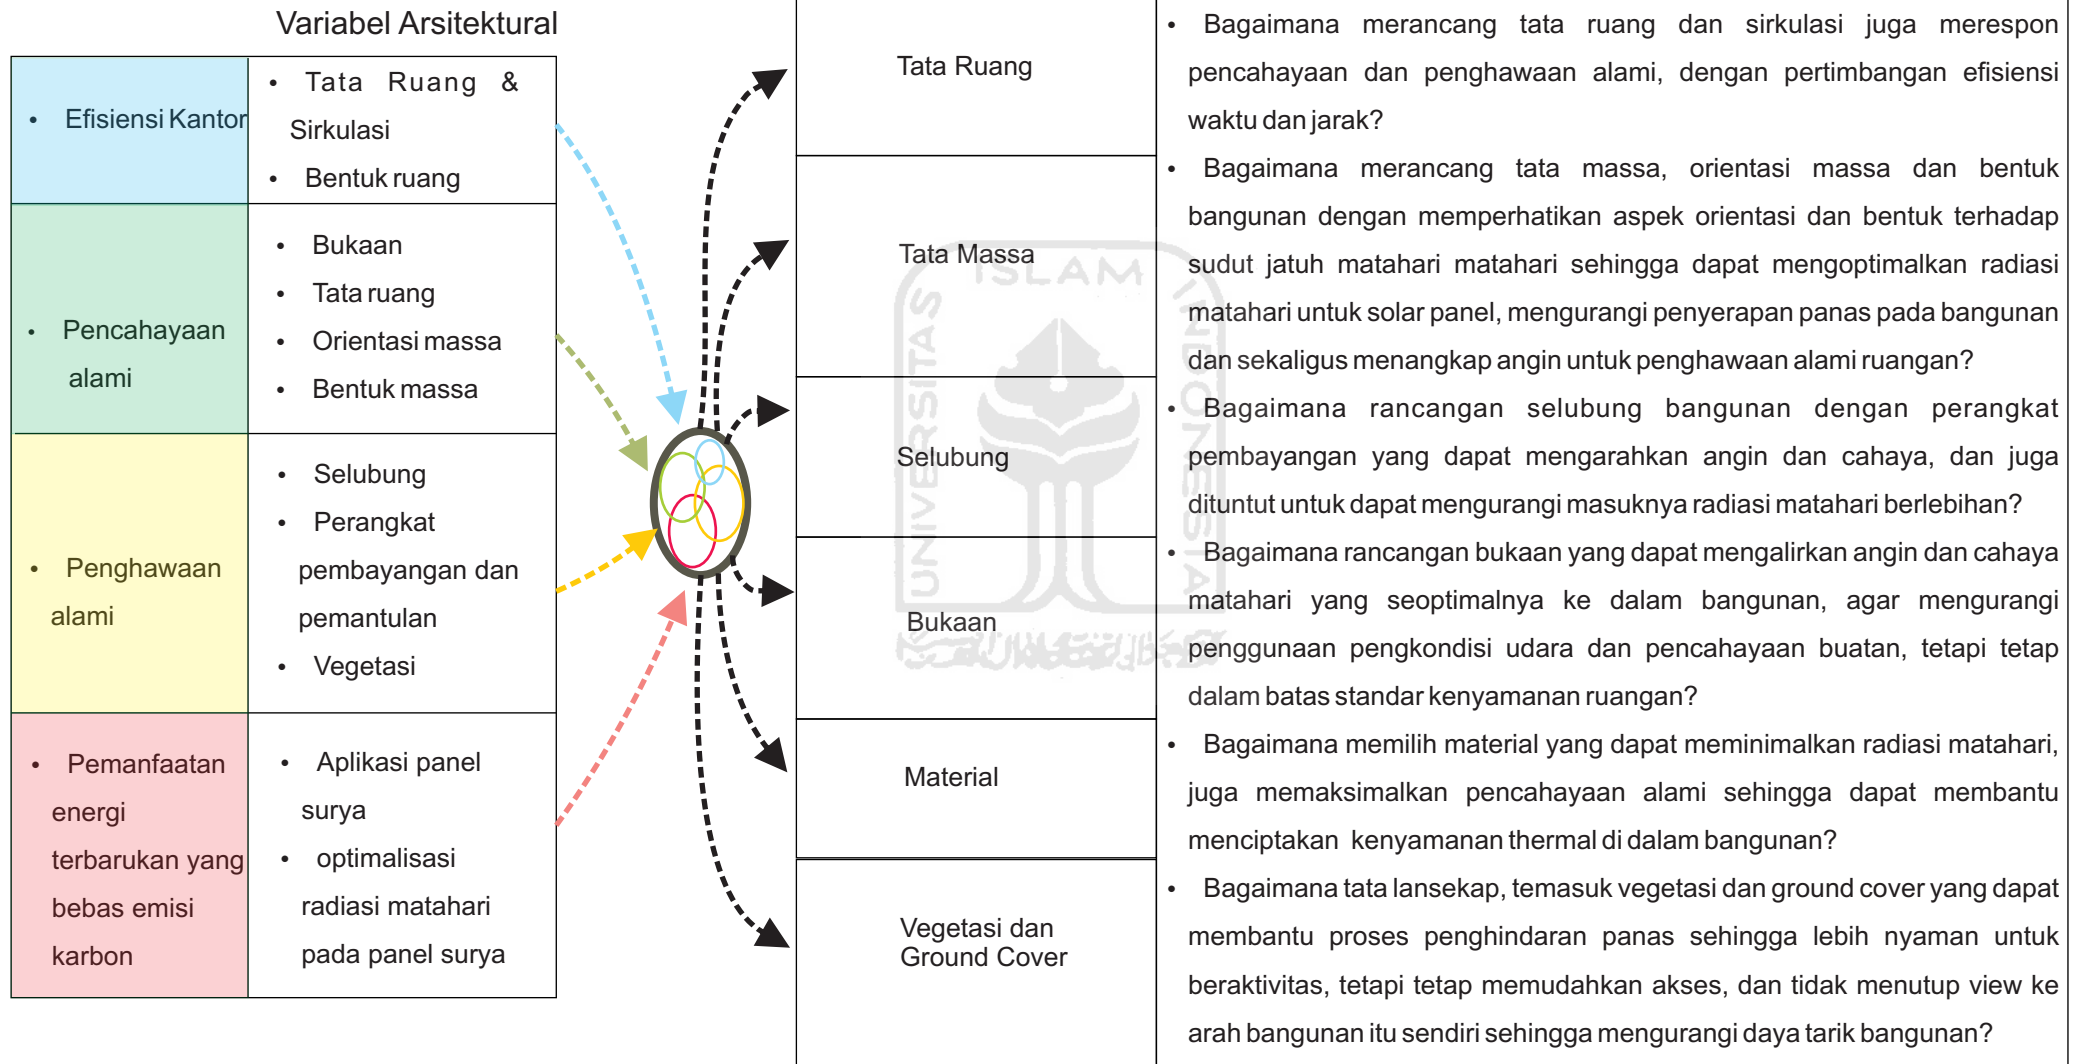 Variabel Arsitektural
• Efisiensi Kantor
• Tata Ruang &
Sirkulasi
• Bentuk ruang
• Pencahayaan
alami
• Bukaan
• Tata ruang
• Orientasi massa
• Bentuk massa
• Penghawaan
alami
• Selubung
• Perangkat
pembayangan dan
pemantulan
• Vegetasi
• Pemanfaatan
energi
terbarukan yang
bebas emisi
karbon
• Aplikasi panel
surya
• optimalisasi
radiasi matahari
pada panel surya
Tata Ruang
Tata Massa
Selubung
Bukaan
Material
Vegetasi dan
Ground Cover
• Bagaimana merancang tata ruang dan sirkulasi juga merespon
pencahayaan dan penghawaan alami, dengan pertimbangan efisiensi
waktu dan jarak?
• Bagaimana merancang tata massa, orientasi massa dan bentuk
bangunan dengan memperhatikan aspek orientasi dan bentuk terhadap
sudut jatuh matahari matahari sehingga dapat mengoptimalkan radiasi
matahari untuk solar panel, mengurangi penyerapan panas pada bangunan
dan sekaligus menangkap angin untuk penghawaan alami ruangan?
• Bagaimana rancangan selubung bangunan dengan perangkat
pembayangan yang dapat mengarahkan angin dan cahaya, dan juga
dituntut untuk dapat mengurangi masuknya radiasi matahari berlebihan?
• Bagaimana rancangan bukaan yang dapat mengalirkan angin dan cahaya
matahari yang seoptimalnya ke dalam bangunan, agar mengurangi
penggunaan pengkondisi udara dan pencahayaan buatan, tetapi tetap
dalam batas standar kenyamanan ruangan?
• Bagaimana memilih material yang dapat meminimalkan radiasi matahari,
juga memaksimalkan pencahayaan alami sehingga dapat membantu
menciptakan kenyamanan thermal di dalam bangunan?
• Bagaimana tata lansekap, temasuk vegetasi dan ground cover yang dapat
membantu proses penghindaran panas sehingga lebih nyaman untuk
beraktivitas, tetapi tetap memudahkan akses, dan tidak menutup view ke
arah bangunan itu sendiri sehingga mengurangi daya tarik bangunan?
UNIVERSITAS
ISLAM
INDONESIA